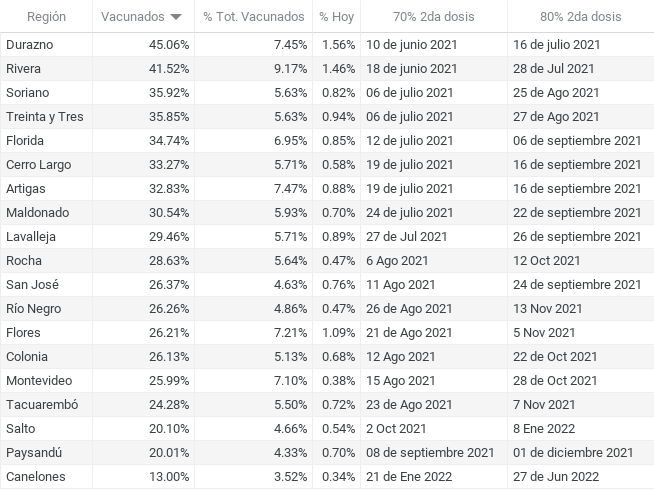 Región Vacunados % Tot. Vacunados % Hoy 70% 2da dosis 80% 2da dosis
Durazno 45.06% 7.45% 1.56% 10 de junio 2021 16 de julio 2021
Rivera 41.52% 9.17% 1.46% 18 de junio 2021 28 de Jul 2021
Soriano 35.92% 5.63% 0.82% 06 de julio 2021 25 de Ago 2021
Treinta y Tres 35.85% 5.63% 0.94% 06 de julio 2021 27 de Ago 2021
Florida 34.74% 6.95% 0.85% 12 de julio 2021 06 de septiembre 2021
Cerro Largo 33.27% 5.71% 0.58% 19 de julio 2021 16 de septiembre 2021
Artigas 32.83% 7.47% 0.88% 19 de julio 2021 16 de septiembre 2021
Maldonado 30.54% 5.93% 0.70% 24 de julio 2021 22 de septiembre 2021
Lavalleja 29.46% 5.71% 0.89% 27 de Jul 2021 26 de septiembre 2021
Rocha 28.63% 5.64% 0.47% 6 Ago 2021 12 Oct 2021
San José 26.37% 4.63% 0.76% 11 Ago 2021 24 de septiembre 2021
Río Negro 26.26% 4.86% 0.47% 26 de Ago 2021 13 Nov 2021
Flores 26.21% 7.21% 1.09% 21 de Ago 2021 5 Nov 2021
Colonia 26.13% 5.13% 0.68% 12 Ago 2021 22 de Oct 2021
Montevideo 25.99% 7.10% 0.38% 15 Ago 2021 28 de Oct 2021
Tacuarembó 24.28% 5.50% 0.72% 23 de Ago 2021 7 Nov 2021
Salto 20.10% 4.66% 0.54% 2 Oct 2021 8 Ene 2022
Paysandú 20.01% 4.33% 0.70% 08 de septiembre 2021 01 de diciembre 2021
Canelones 13.00% 3.52% 0.34% 21 de Ene 2022 27 de Jun 2022